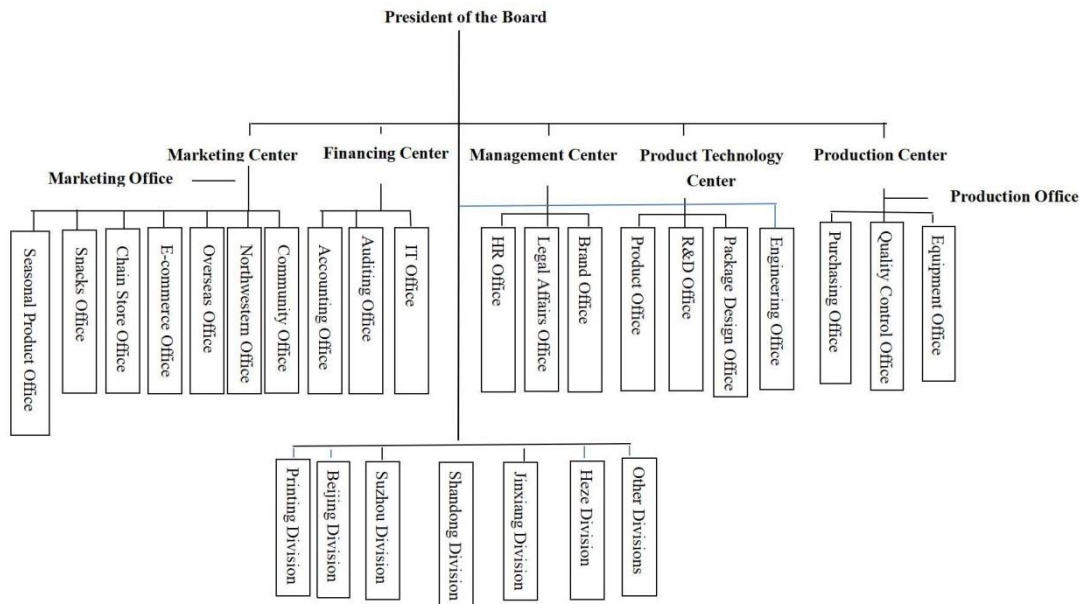 President of the Board
Marketing Center
Financing Center
Management Center
Product Technology
Center
Production Center
Marketing Office
Production Office
Seasonal Product Office
Snacks Office
Chain Store Office
E-commerce Office
Overseas Office
Northwestern Office
Community Office
Accounting Office
Auditing Office
IT Office
HR Office
Legal Affairs Office
Brand Office
Product Office
R&D Office
Package Design Office
Engineering Office
Purchasing Office
Quality Control Office
Equipment Office
Printing Division
Beijing Division
Suzhou Division
Shandong Division
Jinxiang Division
Heze Division
Other Divisions